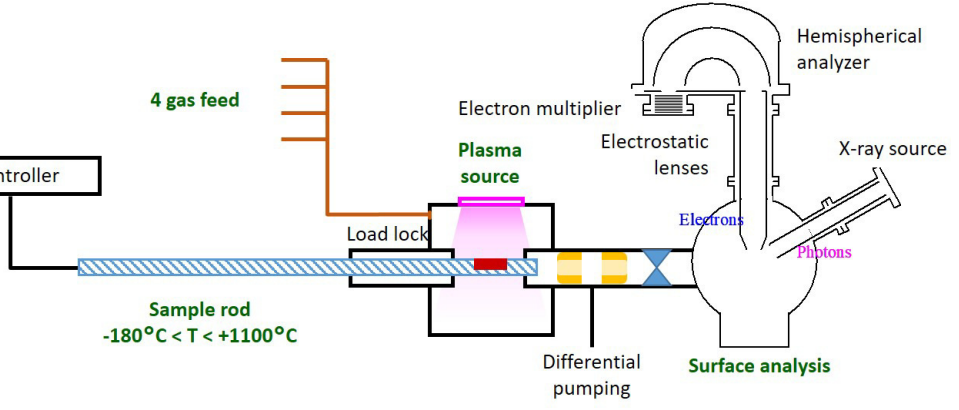 Hemispherical
analyzer
4 gas feed
Electron multiplier
Electrostatic
lenses
X-ray source
Plasma
source
ntroller
Electrons
Load lock
Photons
Sample rod
-180°C < T < +1100°C
Differential
pumping
Surface analysis